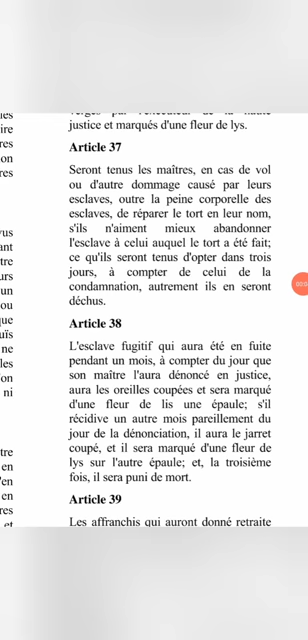 justice et marqués d'une fleur de lys.
Article 37
Seront tenus les maîtres, en cas de vol
ou d'autre dommage causé par leurs
esclaves, outre la peine corporelle des
esclaves, de réparer le tort en leur nom,
s'ils n'aiment mieux abandonner
l'esclave à celui auquel le tort a été fait;
ce qu'ils seront tenus d'opter dans trois
jours, à compter de celui de la
condamnation, autrement ils en seront
déchus.
Article 38
L'esclave fugitif qui aura été en fuite
pendant un mois, à compter du jour que
son maître l'aura dénoncé en justice,
aura les oreilles coupées et sera marqué
d'une fleur de lis une épaule; s'il
récidive un autre mois pareillement du
jour de la dénonciation, il aura le jarret
coupé, et il sera marqué d'une fleur de
lys sur l'autre épaule; et, la troisième
fois, il sera puni de mort.
Article 39
Les affranchis qui auront donné retraite